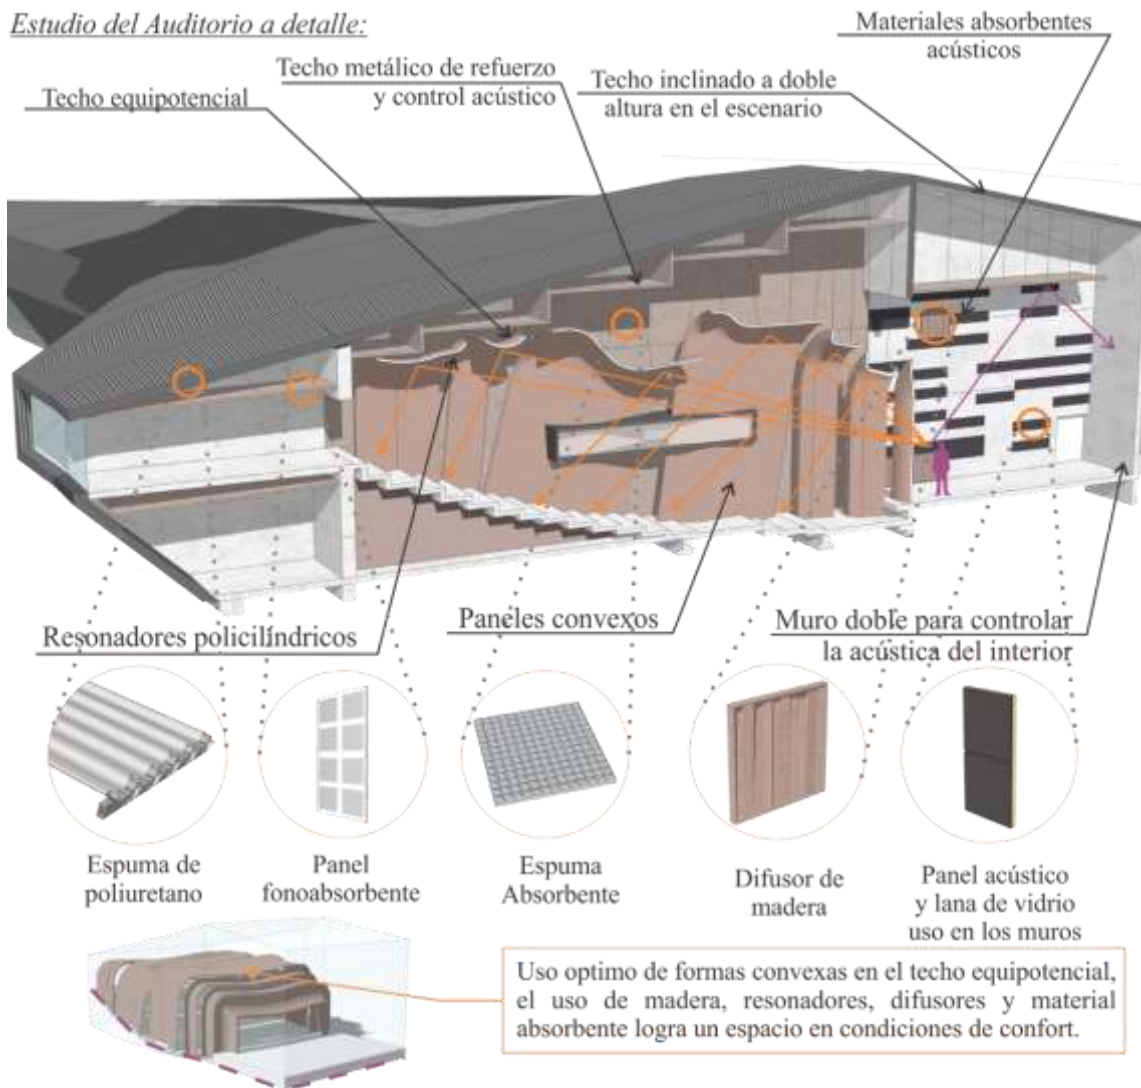 Estudio del Auditorio a detalle:
Materiales absorbentes
acústicos
Techo metálico de refuerzo
y control acústico
Techo inclinado a doble
altura en el escenario
Techo equipotencial
Resonadores policilíndricos
Paneles convexos
Muro doble para controlar
la acústica del interior
Espuma de
poliuretano
Panel
fonoabsorbente
Espuma
Absorbente
Difusor de
madera
Panel acústico
y lana de vidrio
uso en los muros
Uso optimo de formas convexas en el techo equipotencial,
el uso de madera, resonadores, difusores y material
absorbente logra un espacio en condiciones de confort.